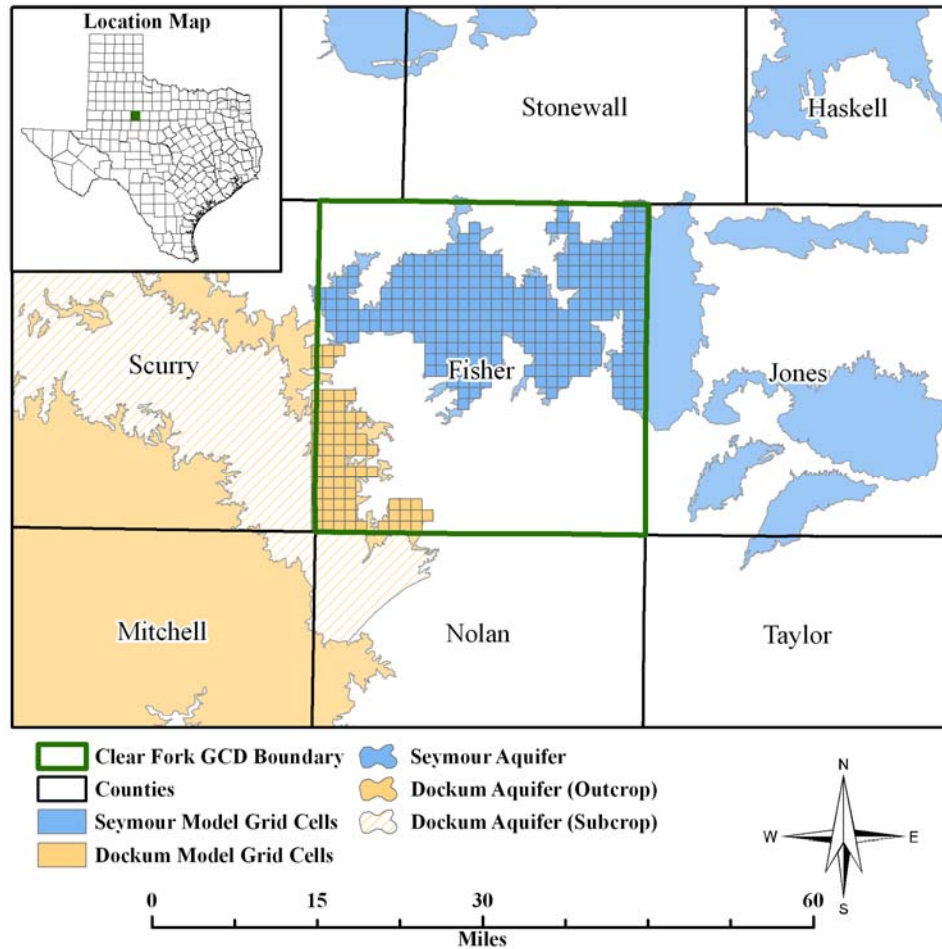 Location Map
Stonewall
Haskell
Scurry
Fisher
Jones
Mitchell
Nolan
Taylor
Clear Fork GCD Boundary
Counties
Seymour Model Grid Cells
Dockum Model Grid Cells
Seymour Aquifer
Dockum Aquifer (Outcrop)
Dockum Aquifer (Subcrop)
N
W E
S
0 15 30 60
Miles